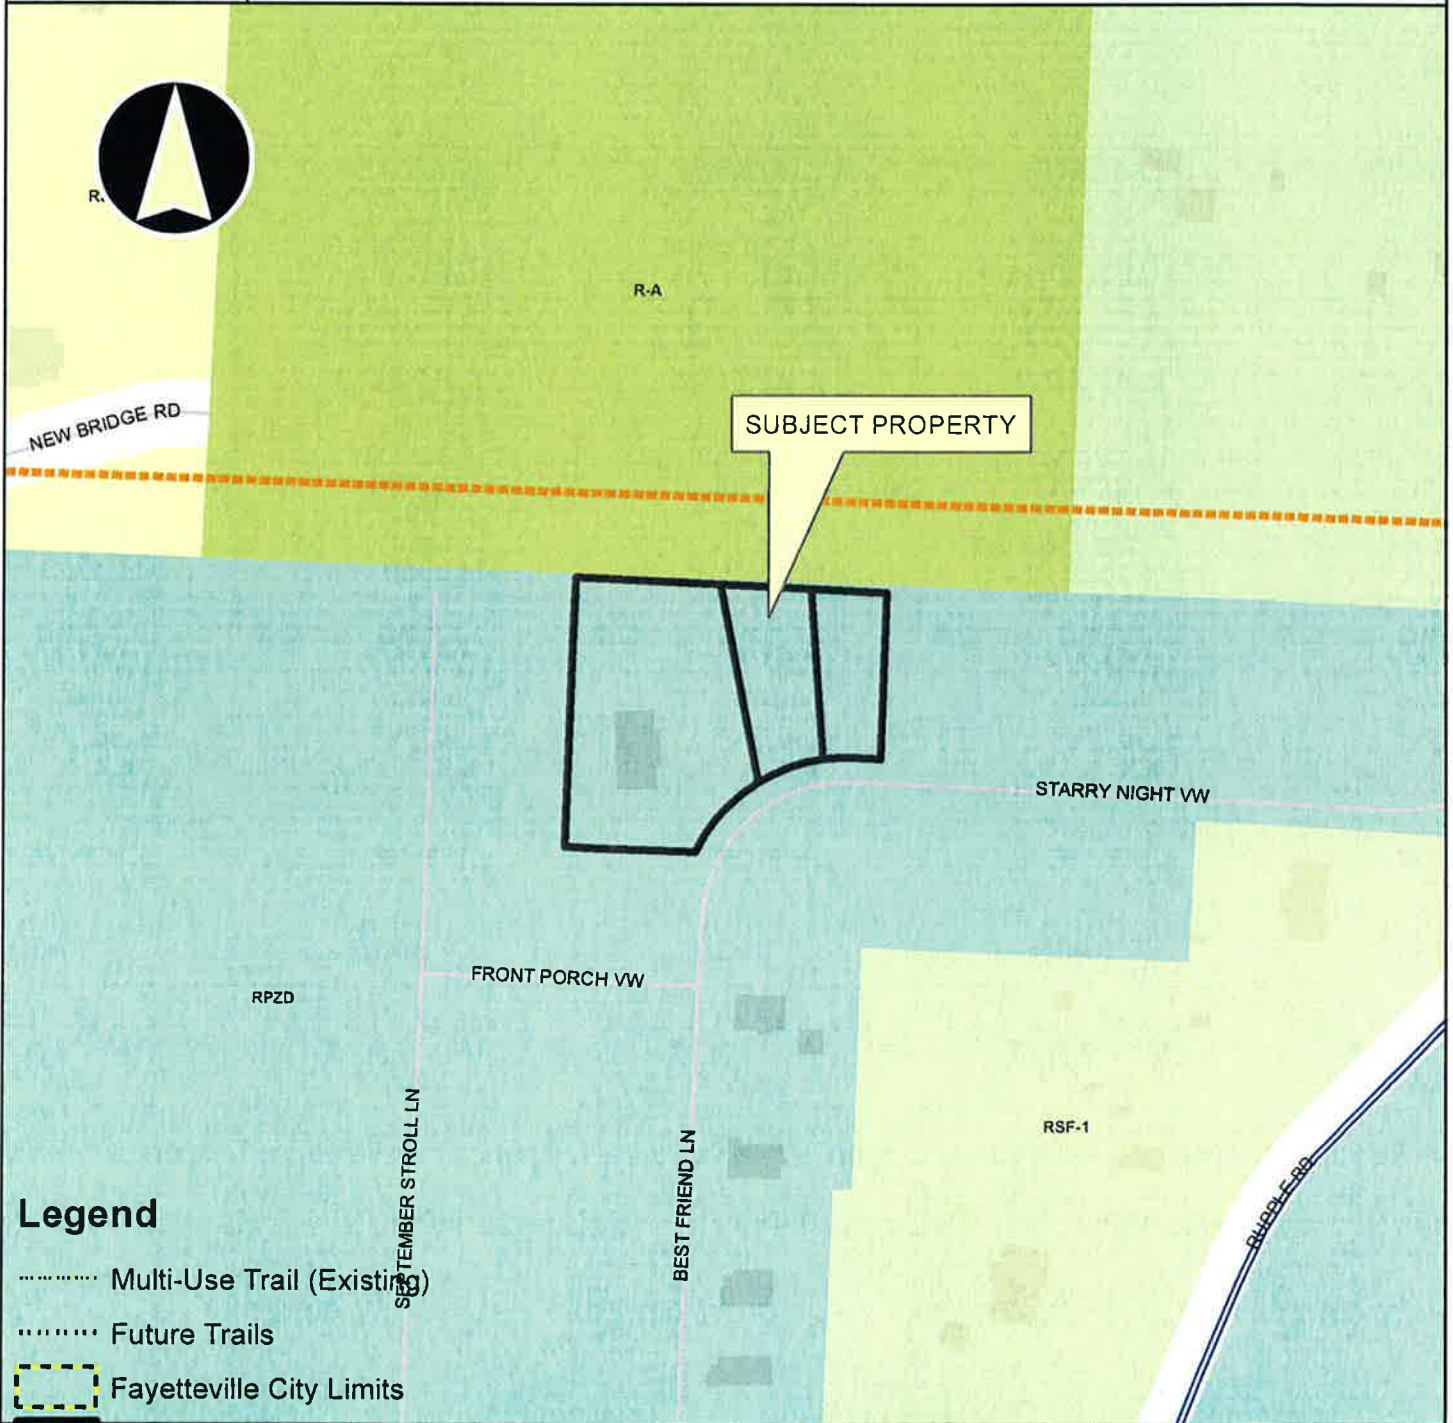 R-A
SUBJECT PROPERTY
NEW BRIDGE RD
STARRY NIGHT VW
FRONT PORCH VW
RPZD
SEPTEMBER STROLL LN
BEST FRIEND LN
RSF-1
RUPPLE RD
Legend
Multi-Use Trail (Existing)
Future Trails
Fayetteville City Limits